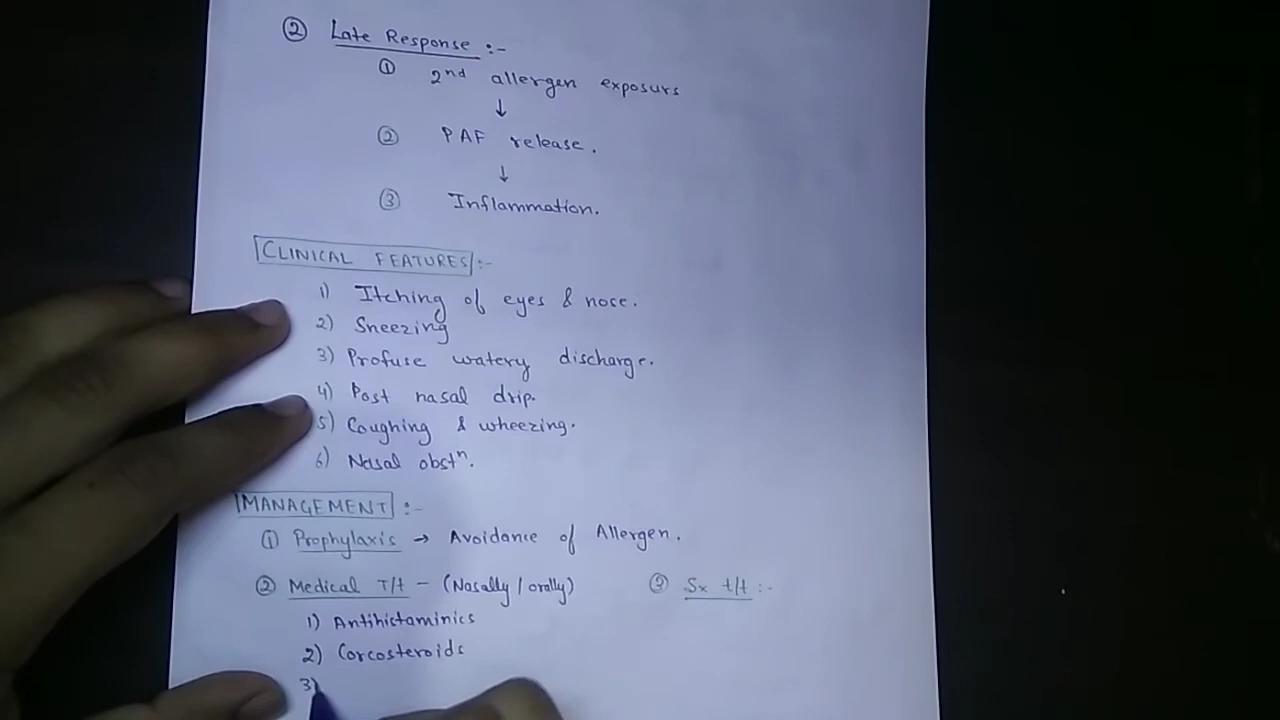 ② Late Response :-
① 2nd allergen exposurs
↓
② PAF release.
↓
③ Inflammation.
CLINICAL FEATURES :-
1) Itching of eyes & nose.
2) Sneezing
3) Profuse watery discharge.
4) Post nasal drip.
5) Coughing & wheezing.
6) Nasal obstⁿ.
MANAGEMENT :-
① Prophylaxis → Avoidance of Allergen.
② Medical T/t - (Nasally / orally)
③ Sx t/t :-
1) Antihistaminics
2) Corcosteroids
3)